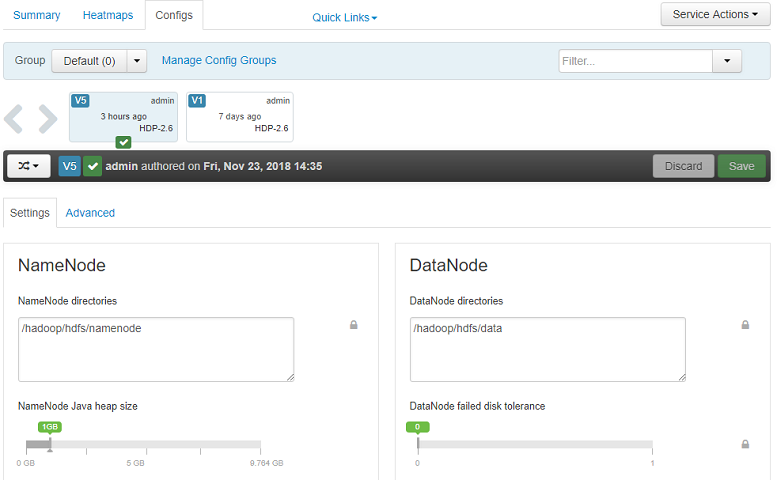 Summary Heatmaps Configs Quick Links Service Actions
Group Default (0) Manage Config Groups Filter...
V5 admin V1 admin
3 hours ago 7 days ago
HDP-2.6 HDP-2.6
V5 admin authored on Fri, Nov 23, 2018 14:35 Discard Save
Settings Advanced
NameNode DataNode
NameNode directories DataNode directories
/hadoop/hdfs/namenode /hadoop/hdfs/data
NameNode Java heap size DataNode failed disk tolerance
1GB 0
0 GB 5 GB 9.764 GB 0 1